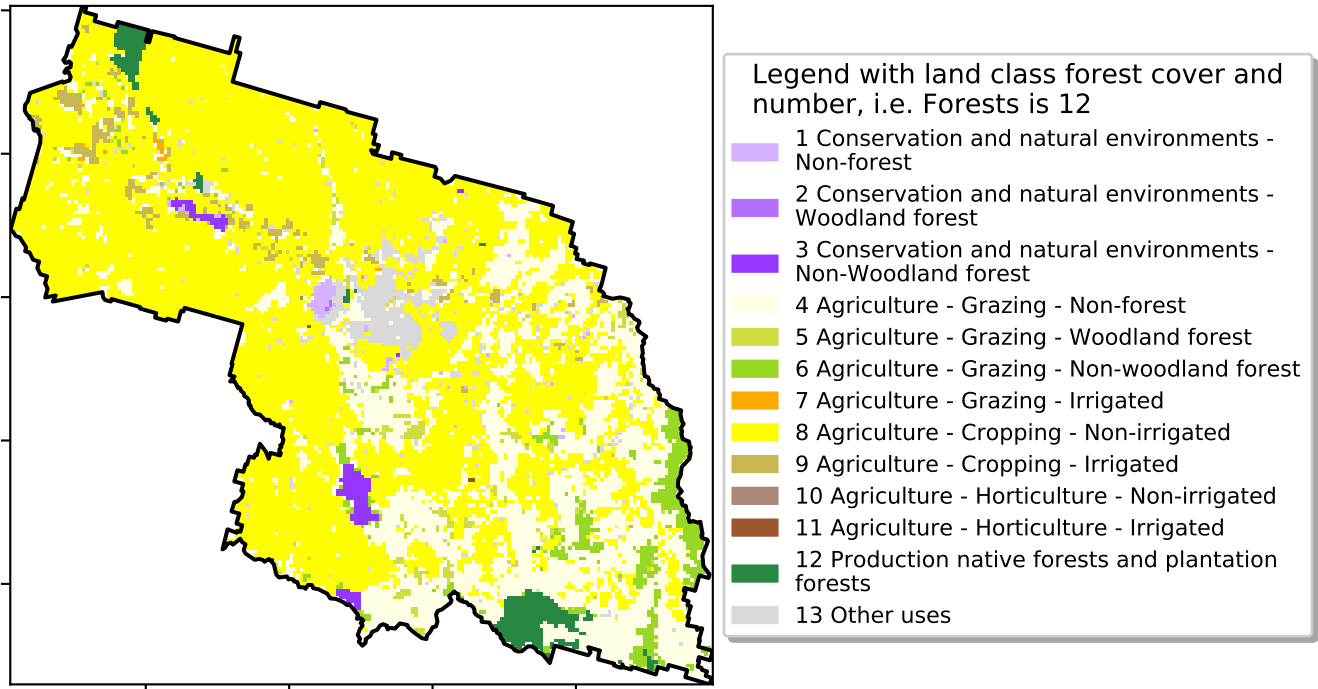 Legend with land class forest cover and
number, i.e. Forests is 12
1 Conservation and natural environments -
Non-forest
2 Conservation and natural environments -
Woodland forest
3 Conservation and natural environments -
Non-Woodland forest
4 Agriculture - Grazing - Non-forest
5 Agriculture - Grazing - Woodland forest
6 Agriculture - Grazing - Non-woodland forest
7 Agriculture - Grazing - Irrigated
8 Agriculture - Cropping - Non-irrigated
9 Agriculture - Cropping - Irrigated
10 Agriculture - Horticulture - Non-irrigated
11 Agriculture - Horticulture - Irrigated
12 Production native forests and plantation
forests
13 Other uses